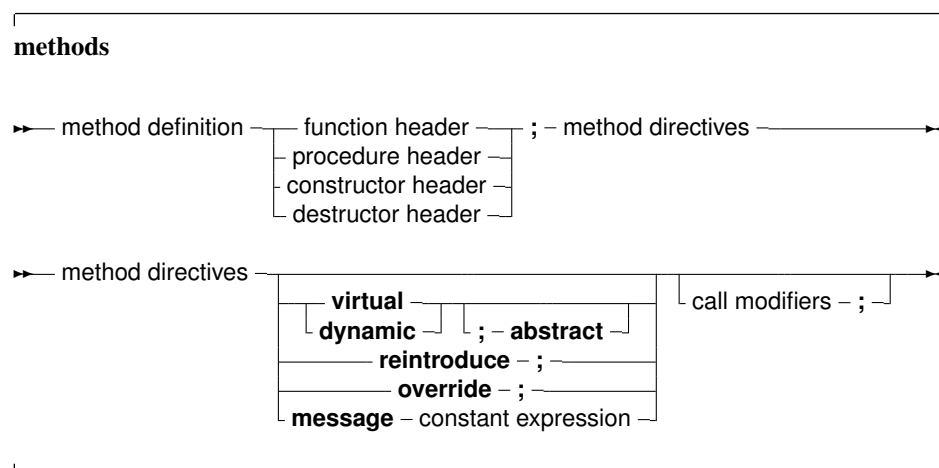 methods
method definition function header ; method directives
procedure header
constructor header
destructor header
method directives
virtual call modifiers ;
dynamic ; abstract
reintroduce ;
override ;
message constant expression